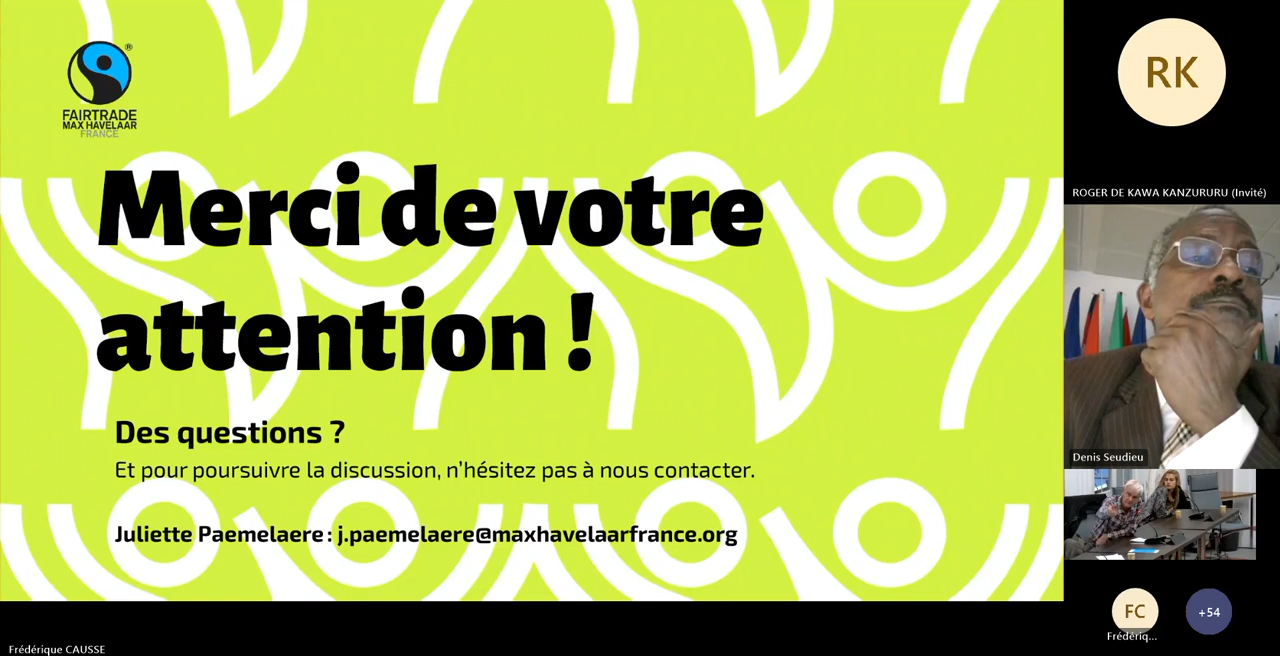 ®
FAIRTRADE
MAX HAVELAAR
FRANCE
Merci de votre
attention !
Des questions ?
Et pour poursuivre la discussion, n’hésitez pas à nous contacter.
Juliette Paemelaere : j.paemelaere@maxhavelaarfrance.org
Frédérique CAUSSE
RK
ROGER DE KAWA KANZURURU (Invité)
Denis Seudieu
FC
+54
Frédériq...